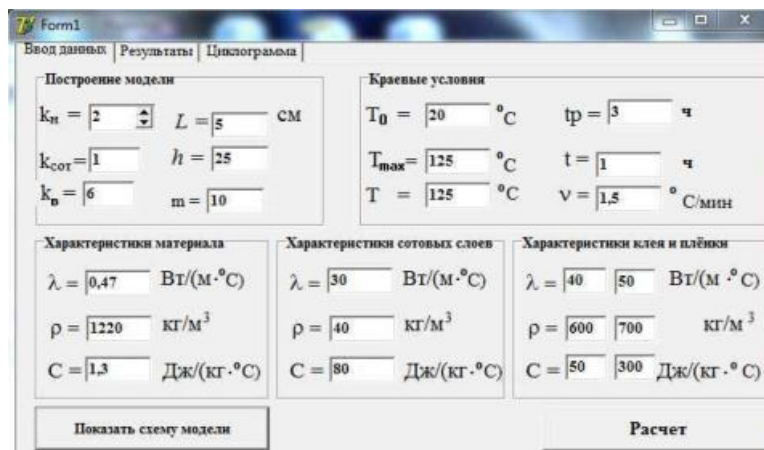 Form1
Ввод данных Результаты Циклограмма
Построение модели
kн = 2 L = 5 см
kсот = 1 h = 25
kв = 6 m = 10
Краевые условия
T0 = 20 °C tp = 3 ч
Tmax = 125 °C t = 1 ч
T = 125 °C ν = 1,5 °C/мин
Характеристики материала
λ = 0,47 Вт/(м·°C)
ρ = 1220 кг/м³
C = 1,3 Дж/(кг·°C)
Характеристики сотовых слоев
λ = 30 Вт/(м·°C)
ρ = 40 кг/м³
C = 80 Дж/(кг·°C)
Характеристики клея и плёнки
λ = 40 50 Вт/(м·°C)
ρ = 600 700 кг/м³
C = 50 300 Дж/(кг·°C)
Показать схему модели Расчет